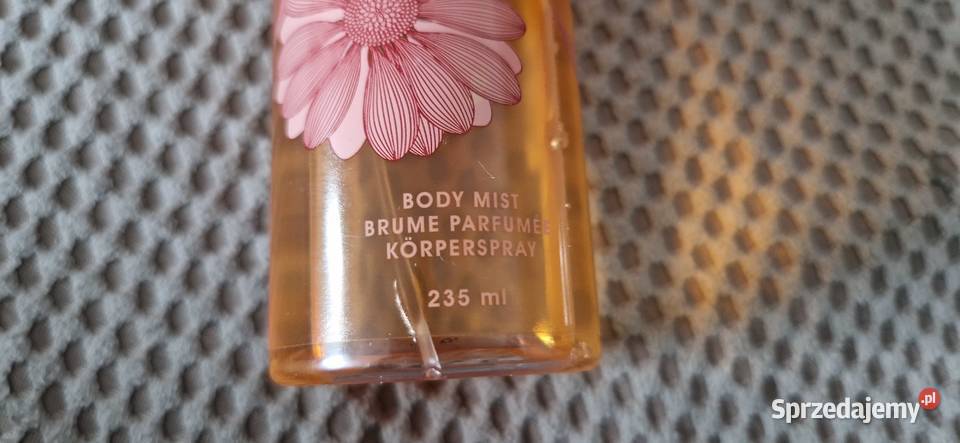 BODY MIST
BRUME PARFUMÉE
KÖRPERSPRAY
235 ml
Sprzedajemy.pl